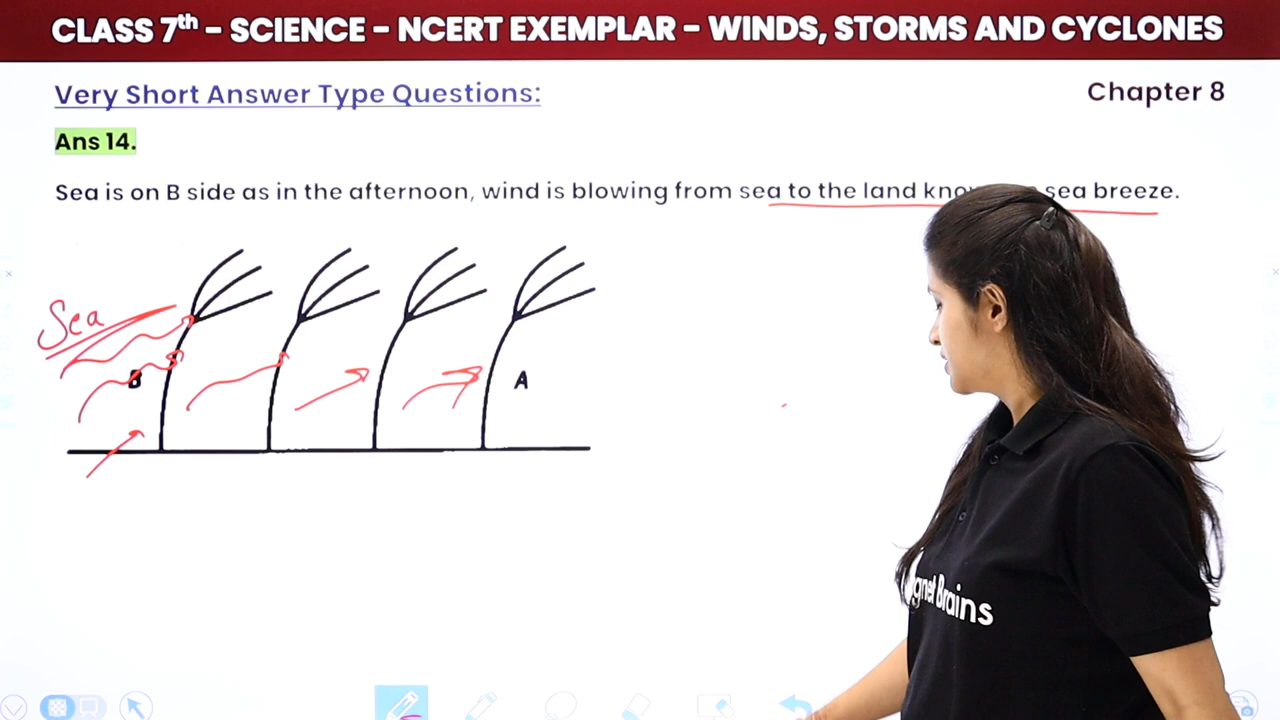 CLASS 7th - SCIENCE - NCERT EXEMPLAR - WINDS, STORMS AND CYCLONES
Very Short Answer Type Questions:
Chapter 8
Ans 14.
Sea is on B side as in the afternoon, wind is blowing from sea to the land sea breeze.
Sea
B
A
Brains